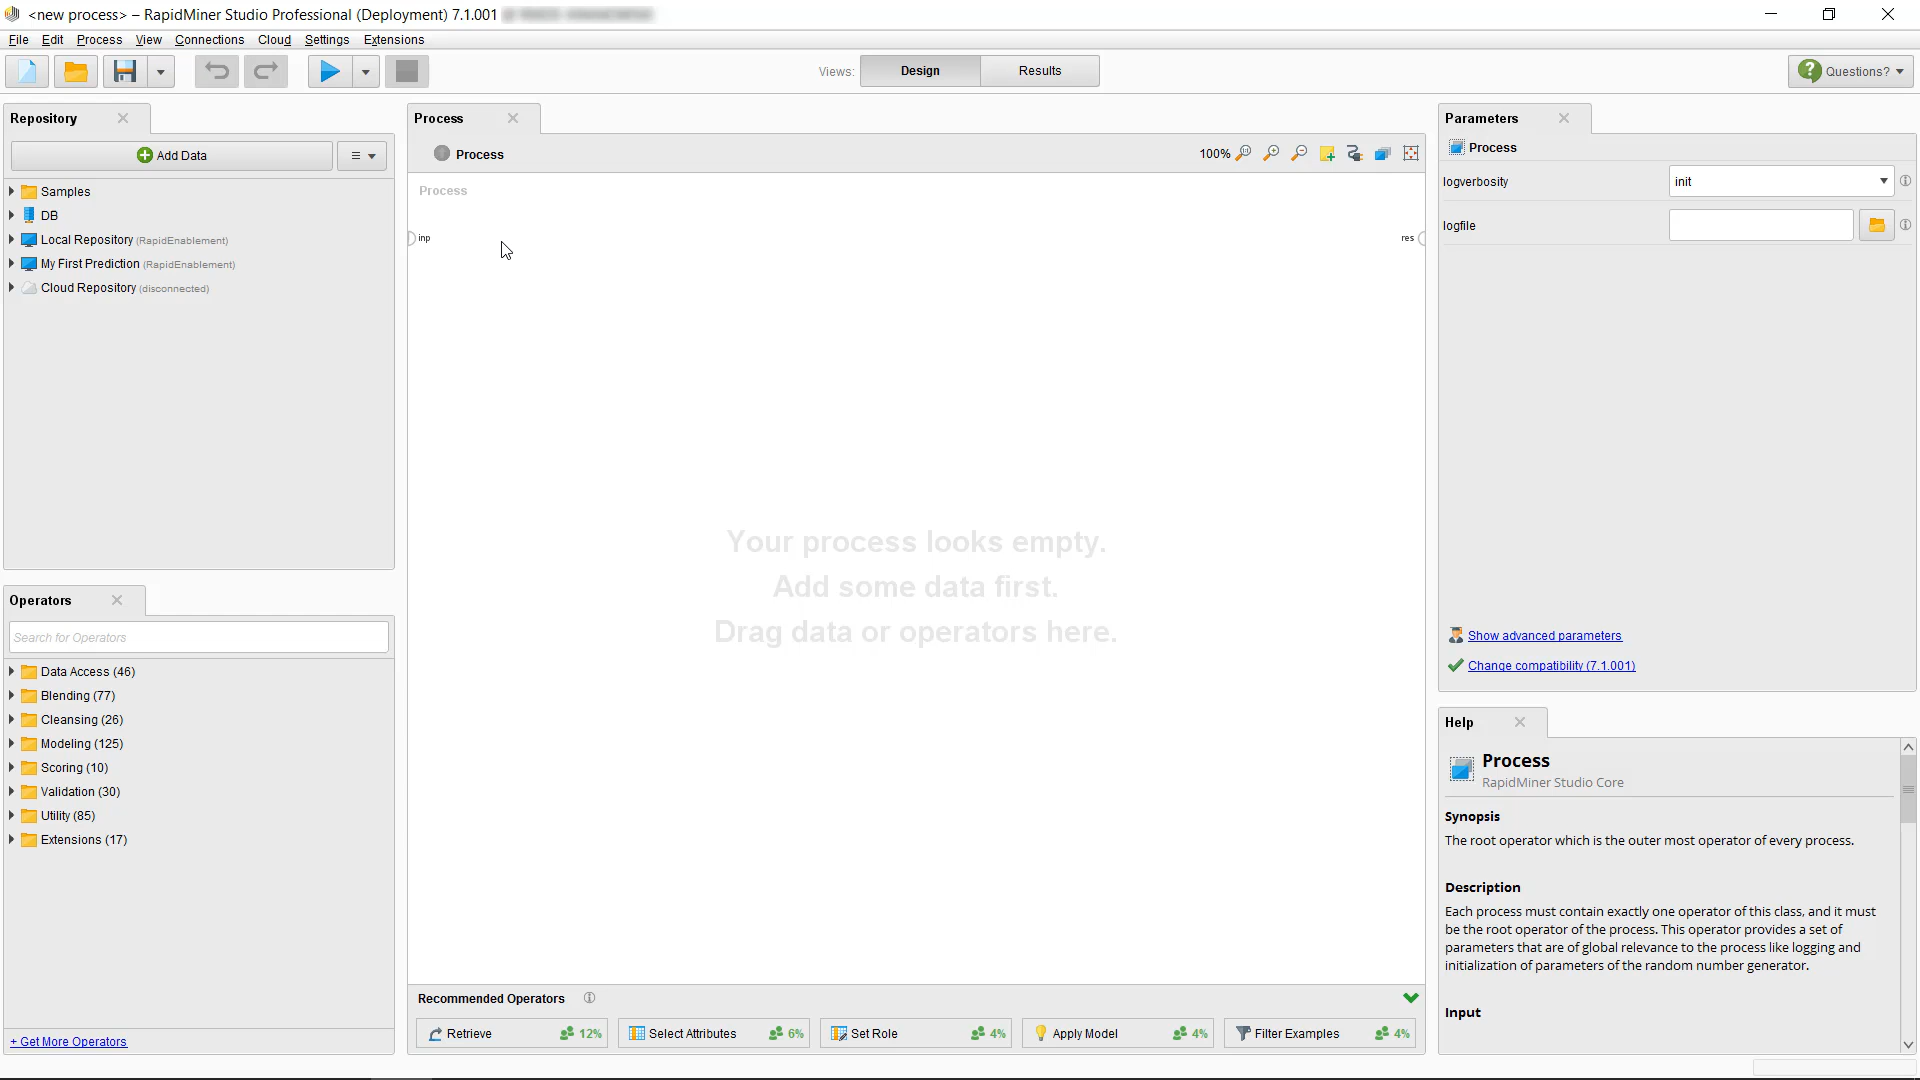 <new process> – RapidMiner Studio Professional (Deployment) 7.1.001
File Edit Process View Connections Cloud Settings Extensions
Views: Design Results
Questions?
Repository
Add Data
Samples
DB
Local Repository (RapidEnablement)
My First Prediction (RapidEnablement)
Cloud Repository (disconnected)
Operators
Search for Operators
Data Access (46)
Blending (77)
Cleansing (26)
Modeling (125)
Scoring (10)
Validation (30)
Utility (85)
Extensions (17)
+ Get More Operators
Process
Process
100%
Process
inp
res
Your process looks empty.
Add some data first.
Drag data or operators here.
Recommended Operators
Retrieve 12%
Select Attributes 6%
Set Role 4%
Apply Model 4%
Filter Examples 4%
Parameters
Process
logverbosity init
logfile
Show advanced parameters
Change compatibility (7.1.001)
Help
Process
RapidMiner Studio Core
Synopsis
The root operator which is the outer most operator of every process.
Description
Each process must contain exactly one operator of this class, and it must
be the root operator of the process. This operator provides a set of
parameters that are of global relevance to the process like logging and
initialization of parameters of the random number generator.
Input